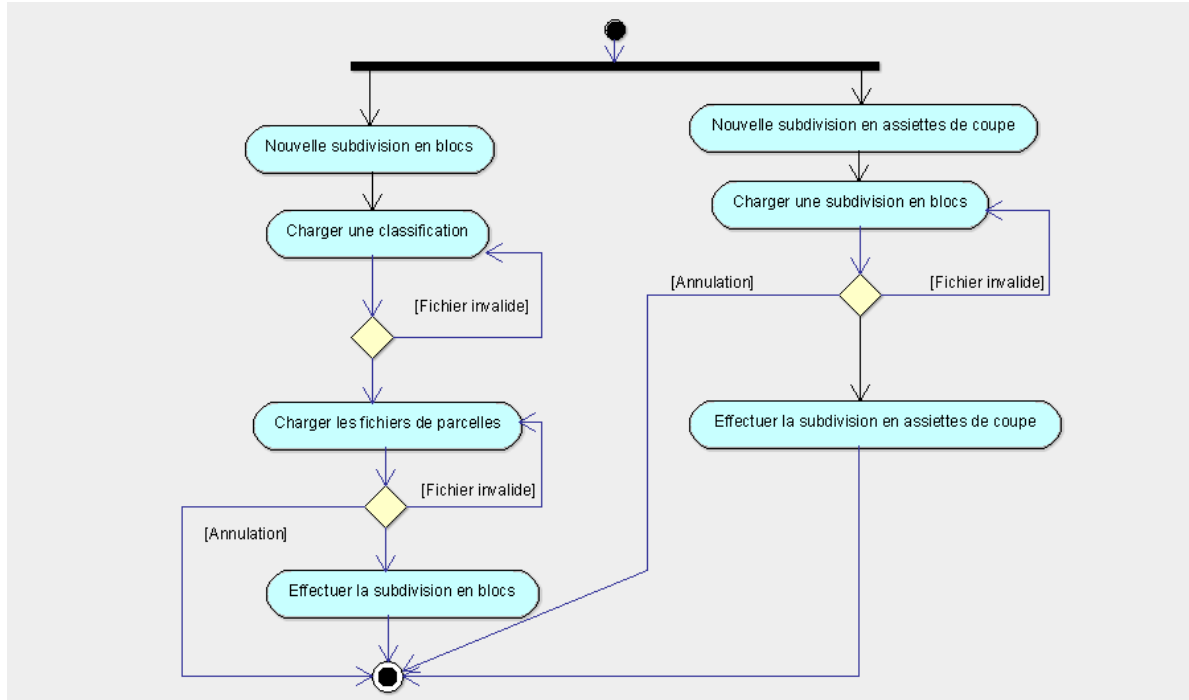 Nouvelle subdivision en blocs
Nouvelle subdivision en assiettes de coupe
Charger une classification
Charger une subdivision en blocs
[Fichier invalide]
[Annulation]
[Fichier invalide]
Charger les fichiers de parcelles
Effectuer la subdivision en assiettes de coupe
[Fichier invalide]
[Annulation]
Effectuer la subdivision en blocs